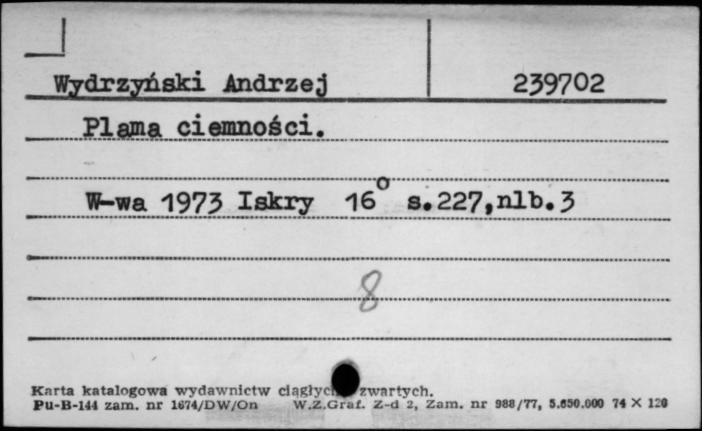 Wydrzyński Andrzej 239702
Plama ciemności.
W-wa 1973 Iskry 16° s.227,nlb.3
8
Karta katalogowa wydawnictw ciągłych zwartych.
Pu-B-144 zam. nr 1674/DW/On W.Z.Graf. Z-d 2, Zam. nr 988/77, 5.650.000 74 X 120